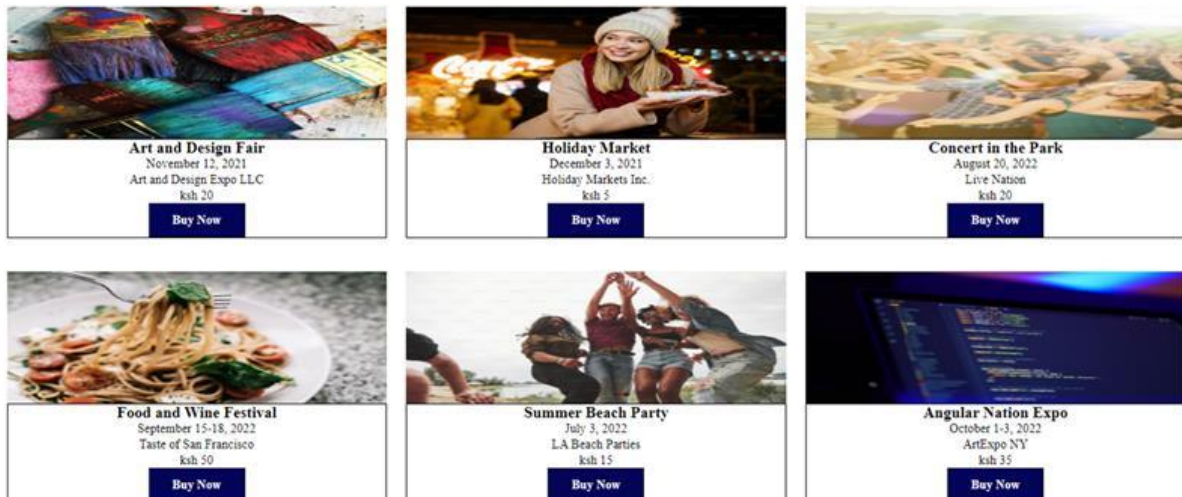 Art and Design Fair
November 12, 2021
Art and Design Expo LLC
ksh 20
Buy Now
Holiday Market
December 3, 2021
Holiday Markets Inc.
ksh 5
Buy Now
Concert in the Park
August 20, 2022
Live Nation
ksh 20
Buy Now
Food and Wine Festival
September 15-18, 2022
Taste of San Francisco
ksh 50
Buy Now
Summer Beach Party
July 3, 2022
LA Beach Parties
ksh 15
Buy Now
Angular Nation Expo
October 1-3, 2022
ArtExpo NY
ksh 35
Buy Now